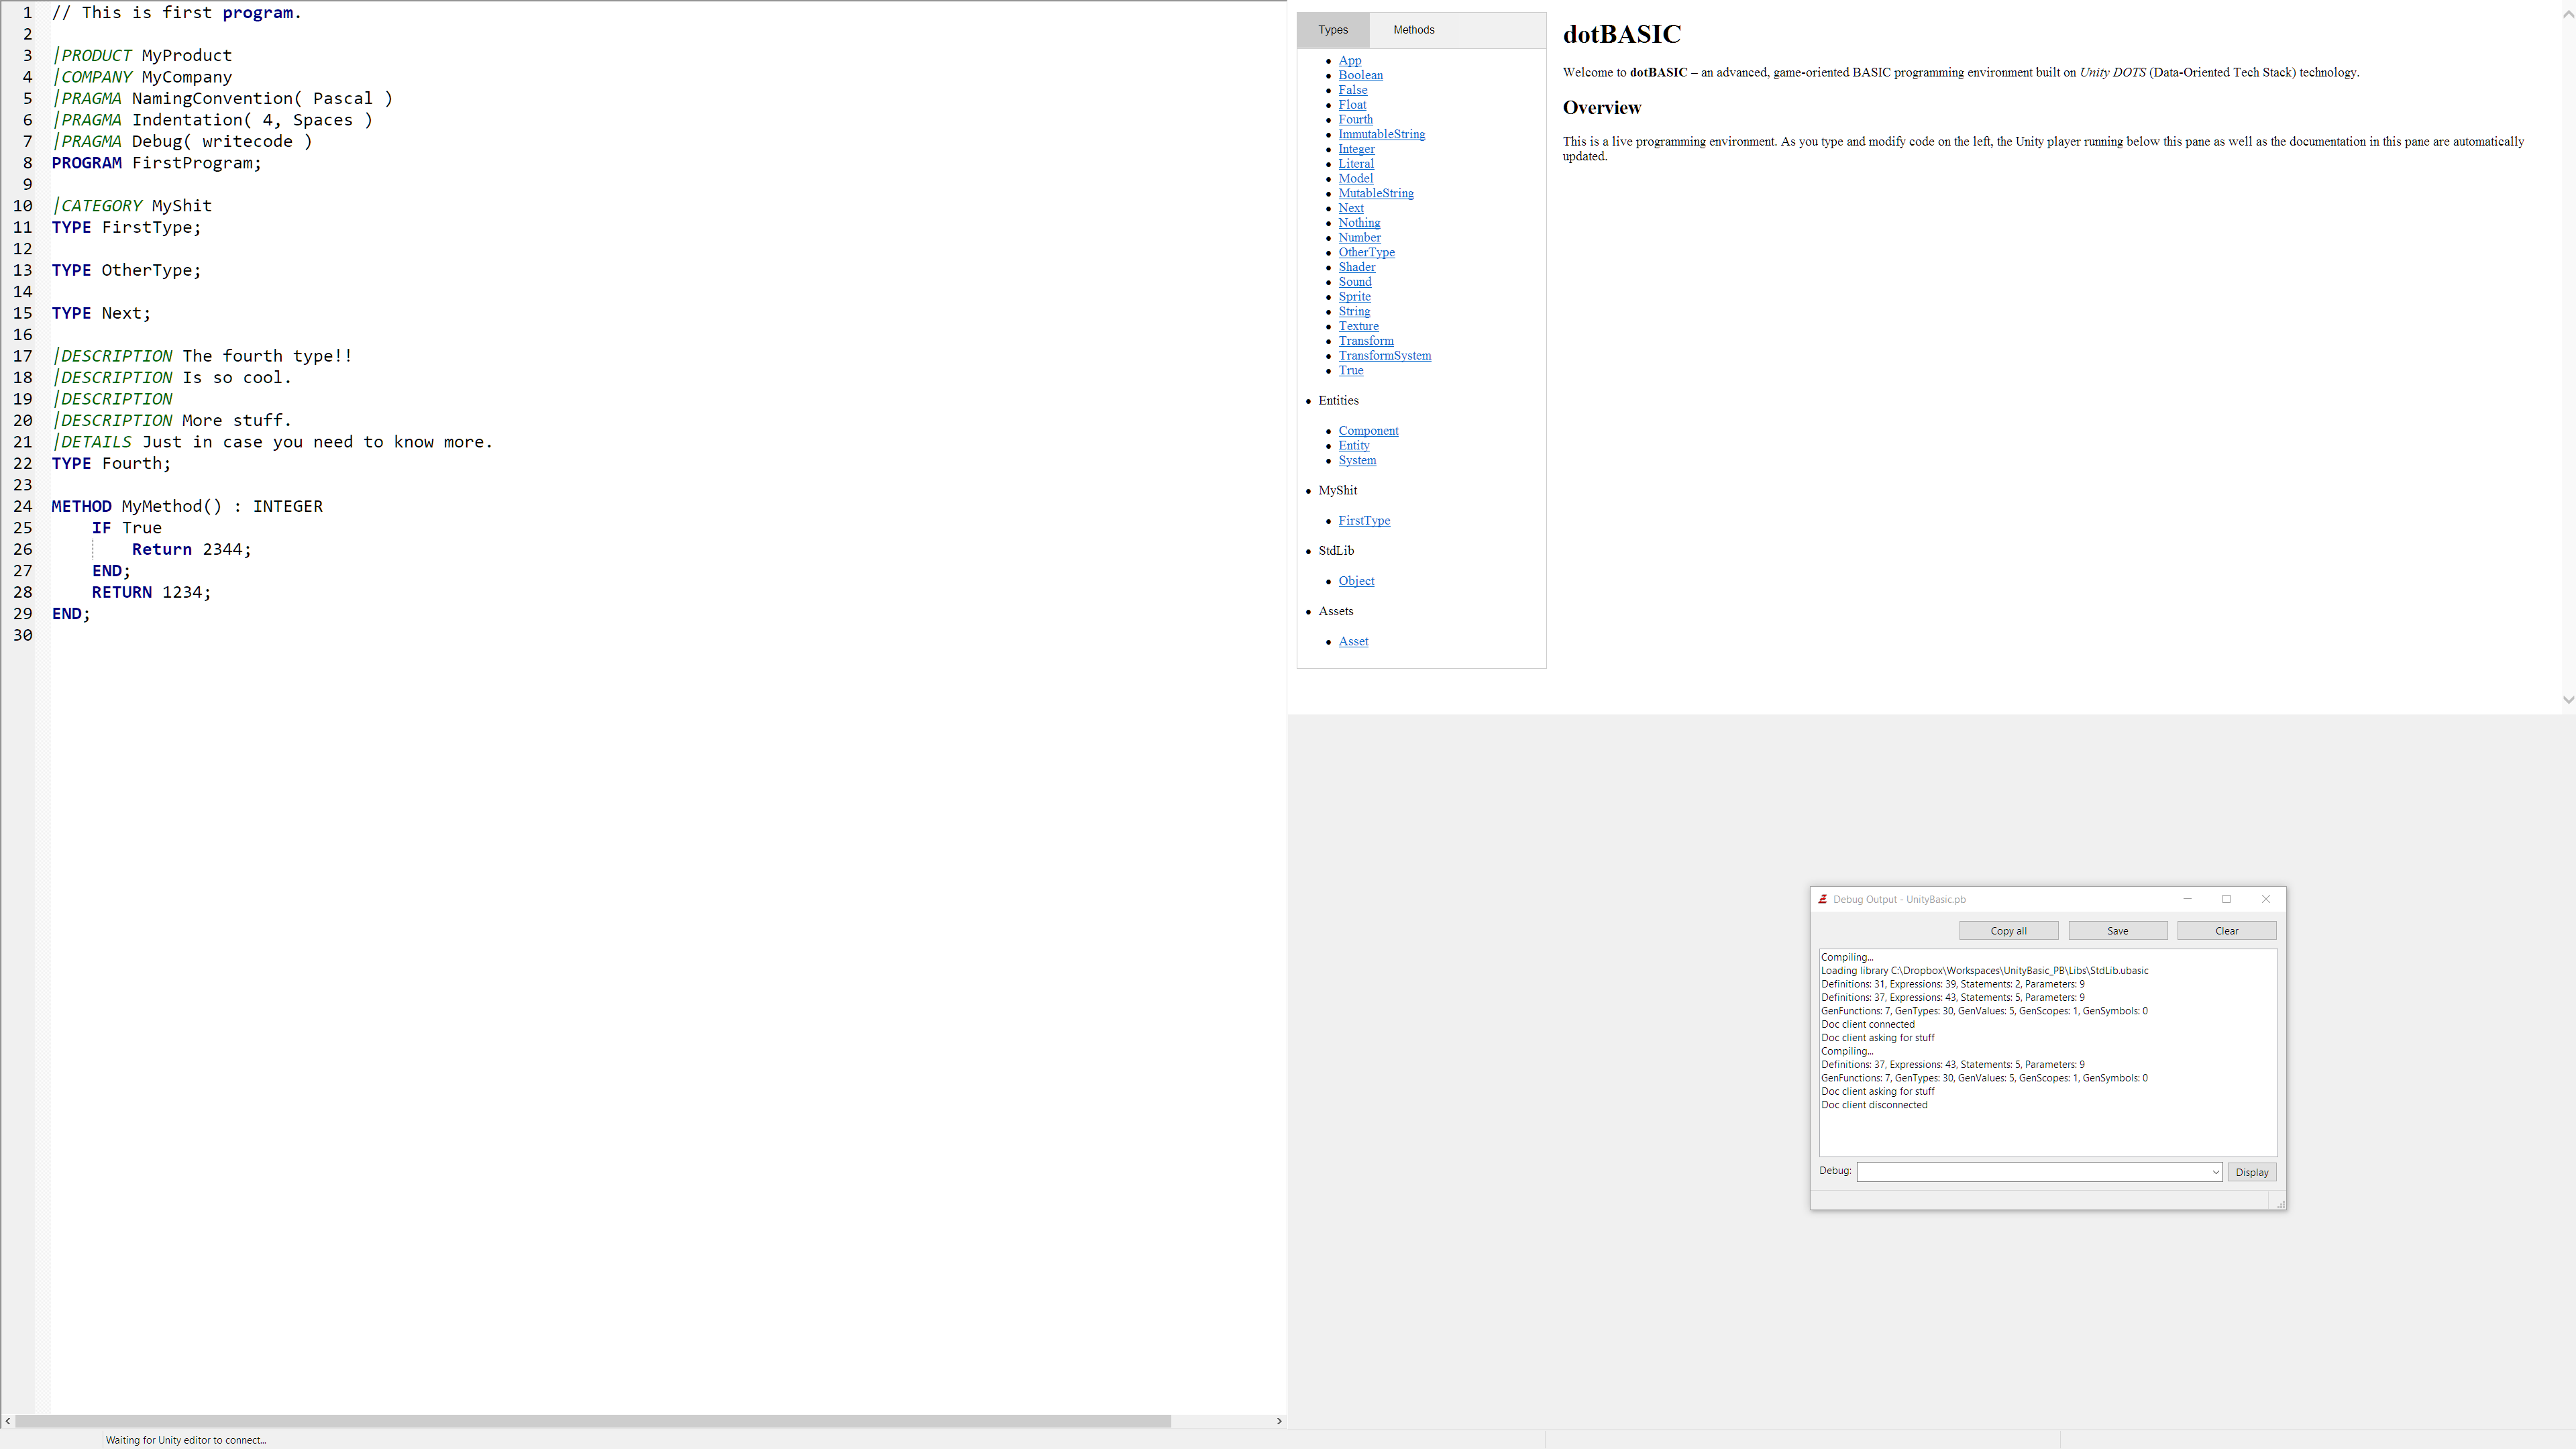 1 // This is first program.
2
3 |PRODUCT MyProduct
4 |COMPANY MyCompany
5 |PRAGMA NamingConvention( Pascal )
6 |PRAGMA Indentation( 4, Spaces )
7 |PRAGMA Debug( writecode )
8 PROGRAM FirstProgram;
9
10 |CATEGORY MyShit
11 TYPE FirstType;
12
13 TYPE OtherType;
14
15 TYPE Next;
16
17 |DESCRIPTION The fourth type!!
18 |DESCRIPTION Is so cool.
19 |DESCRIPTION
20 |DESCRIPTION More stuff.
21 |DETAILS Just in case you need to know more.
22 TYPE Fourth;
23
24 METHOD MyMethod() : INTEGER
25     IF True
26         Return 2344;
27     END;
28     RETURN 1234;
29 END;
30
Waiting for Unity editor to connect...
Types Methods
App
Boolean
False
Float
Fourth
ImmutableString
Integer
Literal
Model
MutableString
Next
Nothing
Number
OtherType
Shader
Sound
Sprite
String
Texture
Transform
TransformSystem
True
Entities
Component
Entity
System
MyShit
FirstType
StdLib
Object
Assets
Asset
dotBASIC
Welcome to dotBASIC – an advanced, game-oriented BASIC programming environment built on Unity DOTS (Data-Oriented Tech Stack) technology.
Overview
This is a live programming environment. As you type and modify code on the left, the Unity player running below this pane as well as the documentation in this pane are automatically
updated.
Debug Output - UnityBasic.pb
Copy all Save Clear
Compiling...
Loading library C:\Dropbox\Workspaces\UnityBasic_PB\Libs\StdLib.ubasic
Definitions: 31, Expressions: 39, Statements: 2, Parameters: 9
Definitions: 37, Expressions: 43, Statements: 5, Parameters: 9
GenFunctions: 7, GenTypes: 30, GenValues: 5, GenScopes: 1, GenSymbols: 0
Doc client connected
Doc client asking for stuff
Compiling...
Definitions: 37, Expressions: 43, Statements: 5, Parameters: 9
GenFunctions: 7, GenTypes: 30, GenValues: 5, GenScopes: 1, GenSymbols: 0
Doc client asking for stuff
Doc client disconnected
Debug: Display